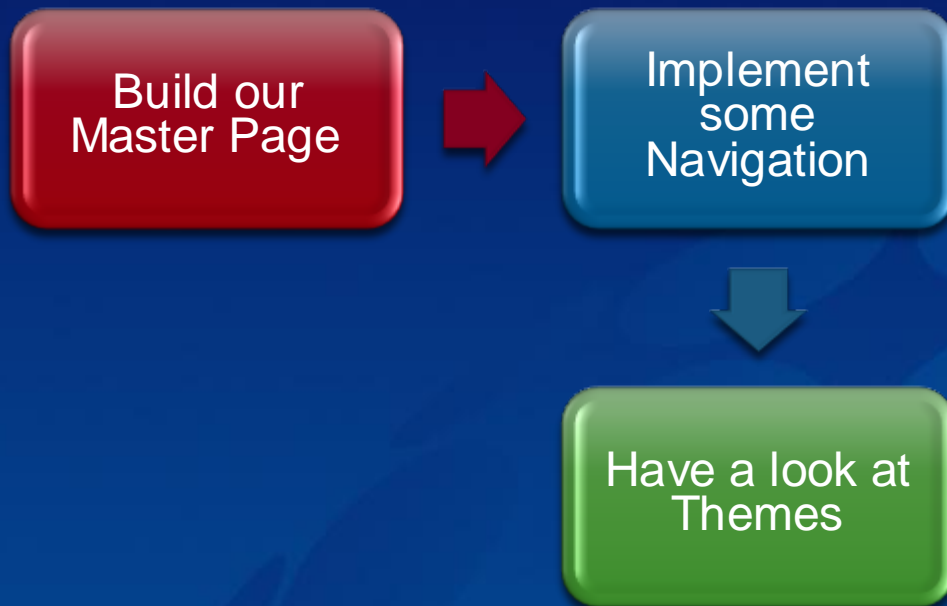 Build our
Master Page
Implement
some
Navigation
Have a look at
Themes